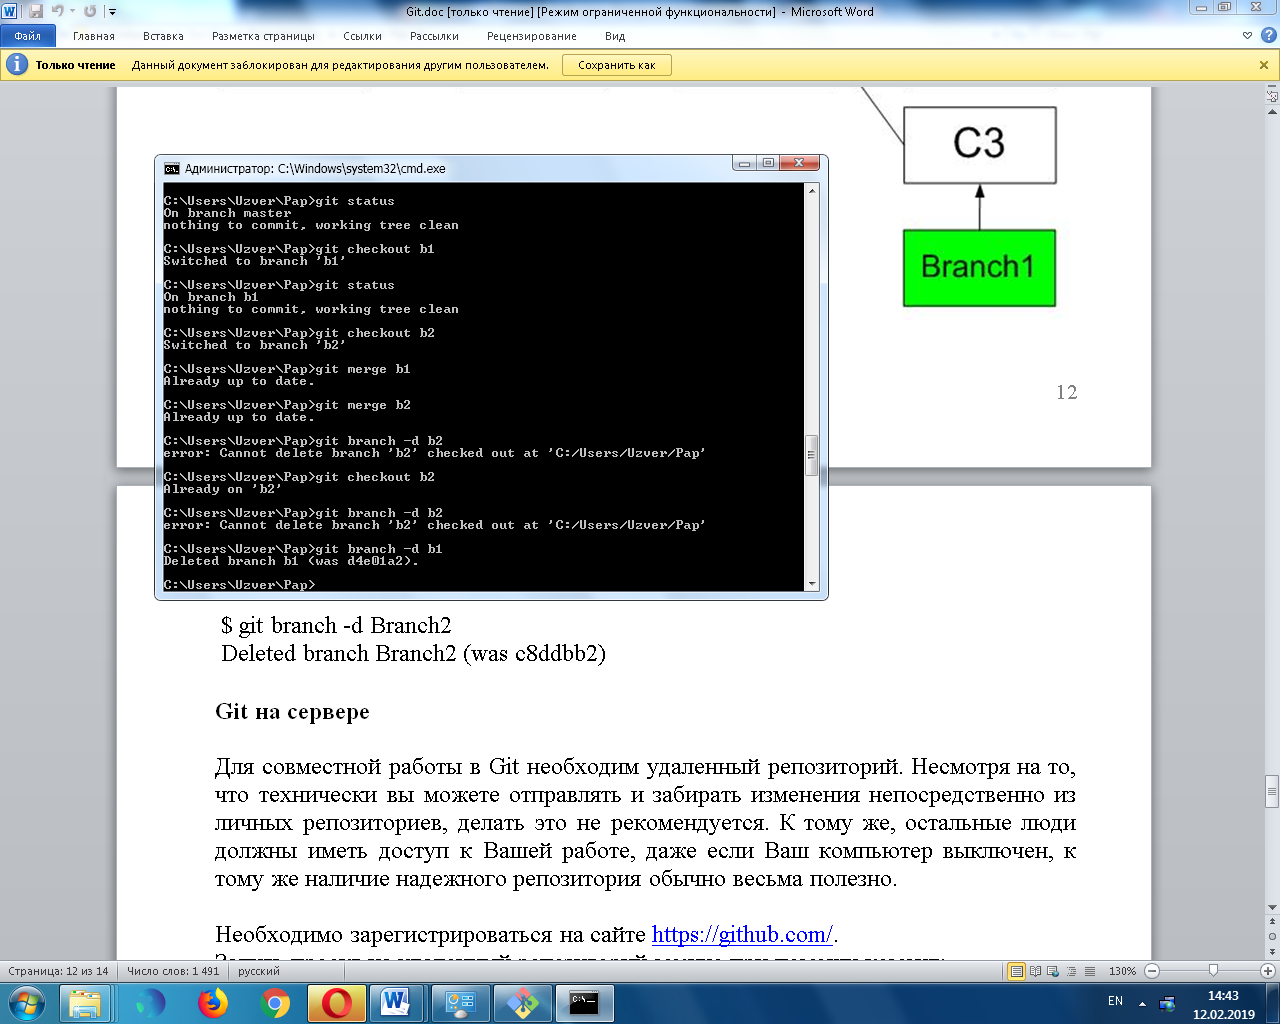 Git.doc [только чтение] [Режим ограниченной функциональности] - Microsoft Word
Файл Главная Вставка Разметка страницы Ссылки Рассылки Рецензирование Вид
Только чтение Данный документ заблокирован для редактирования другим пользователем. Сохранить как
C3
Branch1
12
Администратор: C:\Windows\system32\cmd.exe
C:\Users\Uzver\Pap>git status
On branch master
nothing to commit, working tree clean
C:\Users\Uzver\Pap>git checkout b1
Switched to branch 'b1'
C:\Users\Uzver\Pap>git status
On branch b1
nothing to commit, working tree clean
C:\Users\Uzver\Pap>git checkout b2
Switched to branch 'b2'
C:\Users\Uzver\Pap>git merge b1
Already up to date.
C:\Users\Uzver\Pap>git merge b2
Already up to date.
C:\Users\Uzver\Pap>git branch -d b2
error: Cannot delete branch 'b2' checked out at 'C:/Users/Uzver/Pap'
C:\Users\Uzver\Pap>git checkout b2
Already on 'b2'
C:\Users\Uzver\Pap>git branch -d b2
error: Cannot delete branch 'b2' checked out at 'C:/Users/Uzver/Pap'
C:\Users\Uzver\Pap>git branch -d b1
Deleted branch b1 (was d4e01a2).
C:\Users\Uzver\Pap>
$ git branch -d Branch2
Deleted branch Branch2 (was c8ddbb2)
Git на сервере
Для совместной работы в Git необходим удаленный репозиторий. Несмотря на то,
что технически вы можете отправлять и забирать изменения непосредственно из
личных репозиториев, делать это не рекомендуется. К тому же, остальные люди
должны иметь доступ к Вашей работе, даже если Ваш компьютер выключен, к
тому же наличие надежного репозитория обычно весьма полезно.
Необходимо зарегистрироваться на сайте https://github.com/.
Страница: 12 из 14 Число слов: 1 491 русский 130%
EN 14:43
12.02.2019